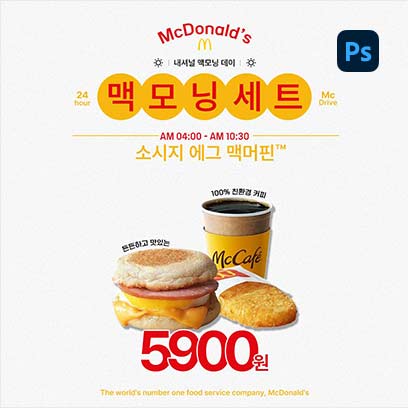 McDonald's
Ps
내셔널 맥모닝 데이
24 hour
맥모닝세트
Mc Drive
AM 04:00 - AM 10:30
소시지 에그 맥머핀™
100% 친환경 커피
든든하고 맛있는
McCafé
5900원
The world's number one food service company, McDonald's